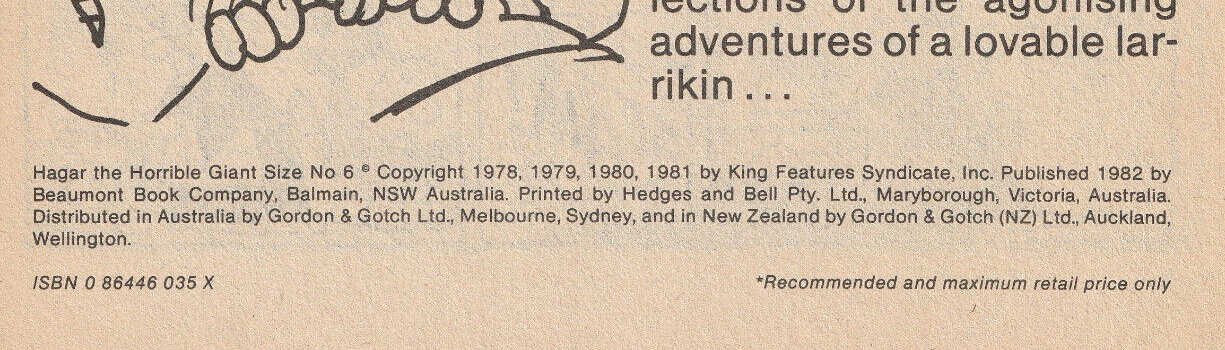 lections of the agonising
adventures of a lovable lar-
rikin . . .
Hagar the Horrible Giant Size No 6 © Copyright 1978, 1979, 1980, 1981 by King Features Syndicate, Inc. Published 1982 by
Beaumont Book Company, Balmain, NSW Australia. Printed by Hedges and Bell Pty. Ltd., Maryborough, Victoria, Australia.
Distributed in Australia by Gordon & Gotch Ltd., Melbourne, Sydney, and in New Zealand by Gordon & Gotch (NZ) Ltd., Auckland,
Wellington.
ISBN 0 86446 035 X
*Recommended and maximum retail price only